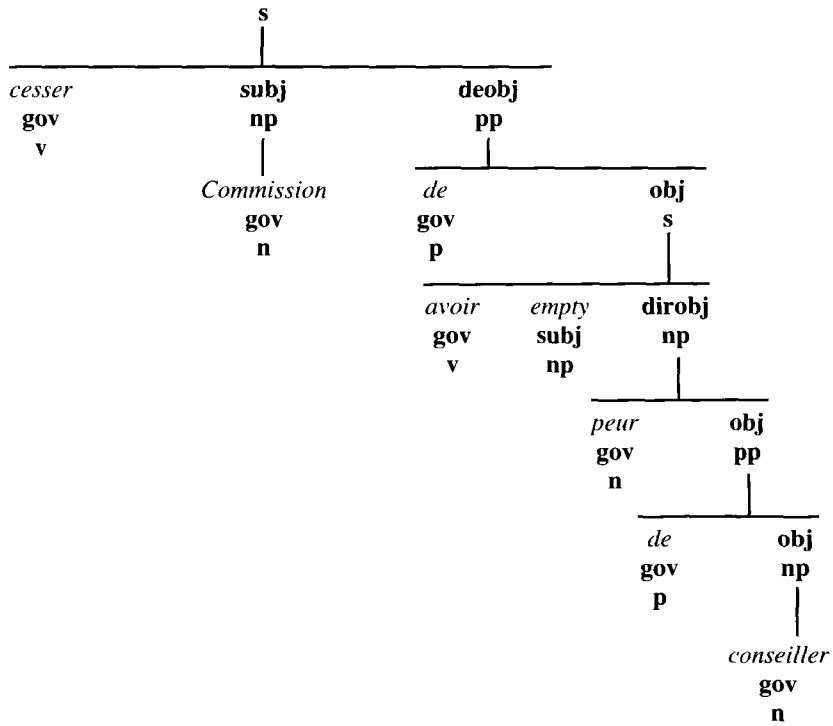 s
cesser subj deobj
gov np pp
v
Commission de obj
gov gov s
n p
avoir empty dirobj
gov subj np
v np
peur obj
gov pp
n
de obj
gov np
p
conseiller
gov
n